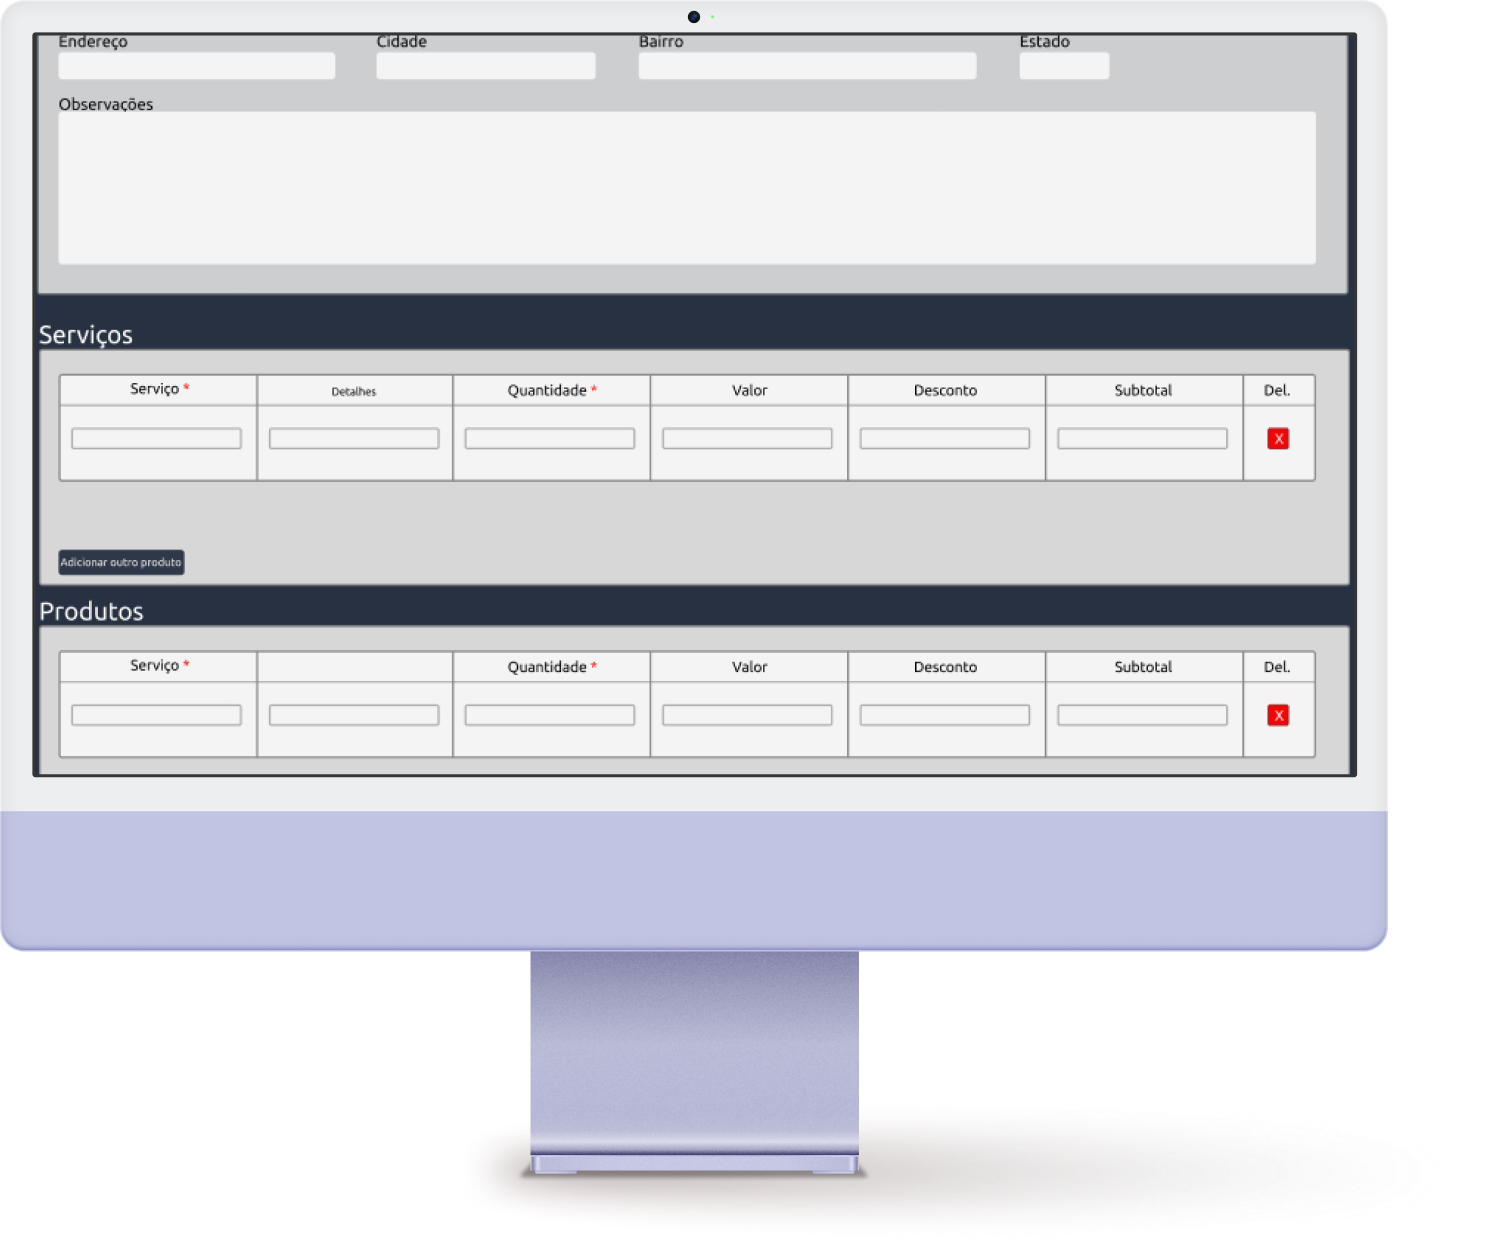 Endereço Cidade Bairro Estado
Observações
Serviços
Serviço * Detalhes Quantidade * Valor Desconto Subtotal Del.
X
Adicionar outro produto
Produtos
Serviço * Quantidade * Valor Desconto Subtotal Del.
X